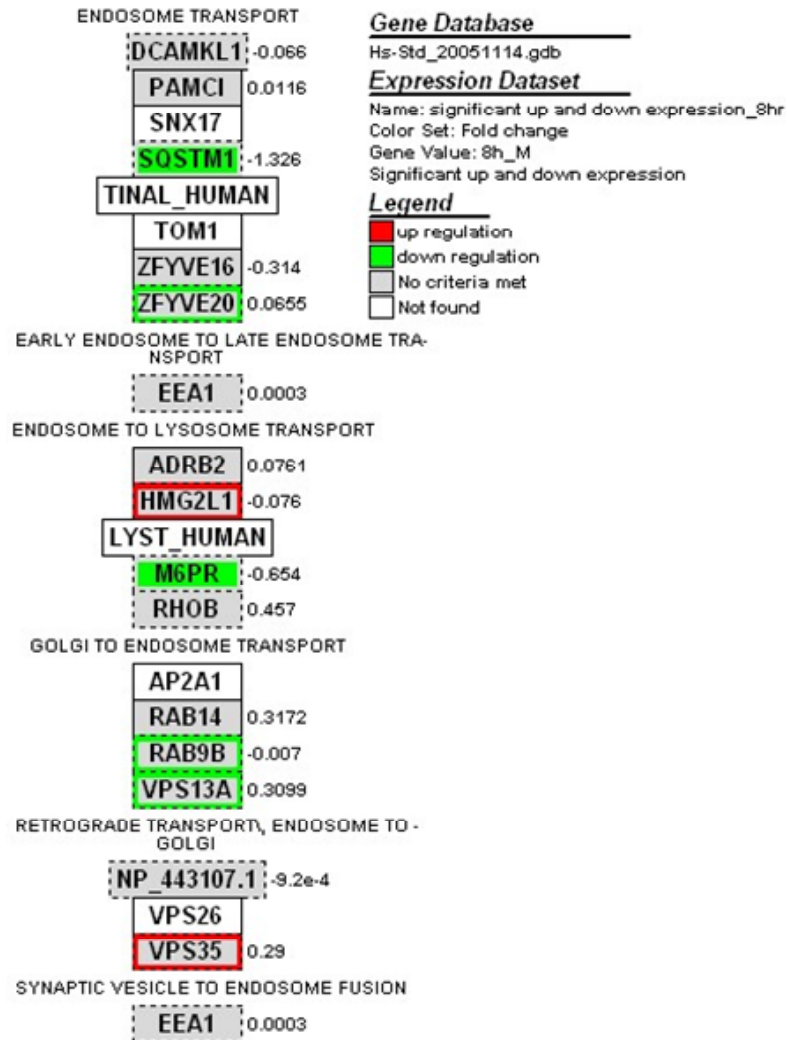 ENDOSOME TRANSPORT
DCAMKL1 -0.066
PAMCI 0.0116
SNX17
SQSTM1 -1.326
TINAL_HUMAN
TOM1
ZFYVE16 -0.314
ZFYVE20 0.0655
EARLY ENDOSOME TO LATE ENDOSOME TRA-
NSPORT
EEA1 0.0003
ENDOSOME TO LYSOSOME TRANSPORT
ADRB2 0.0761
HMG2L1 -0.076
LYST_HUMAN
M6PR -0.654
RHOB 0.457
GOLGI TO ENDOSOME TRANSPORT
AP2A1
RAB14 0.3172
RAB9B -0.007
VPS13A 0.3099
RETROGRADE TRANSPORT\, ENDOSOME TO -
GOLGI
NP_443107.1 -9.2e-4
VPS26
VPS35 0.29
SYNAPTIC VESICLE TO ENDOSOME FUSION
EEA1 0.0003
Gene Database
Hs-Std_20051114.gdb
Expression Dataset
Name: significant up and down expression_8hr
Color Set: Fold change
Gene Value: 8h_M
Significant up and down expression
Legend
up regulation
down regulation
No criteria met
Not found